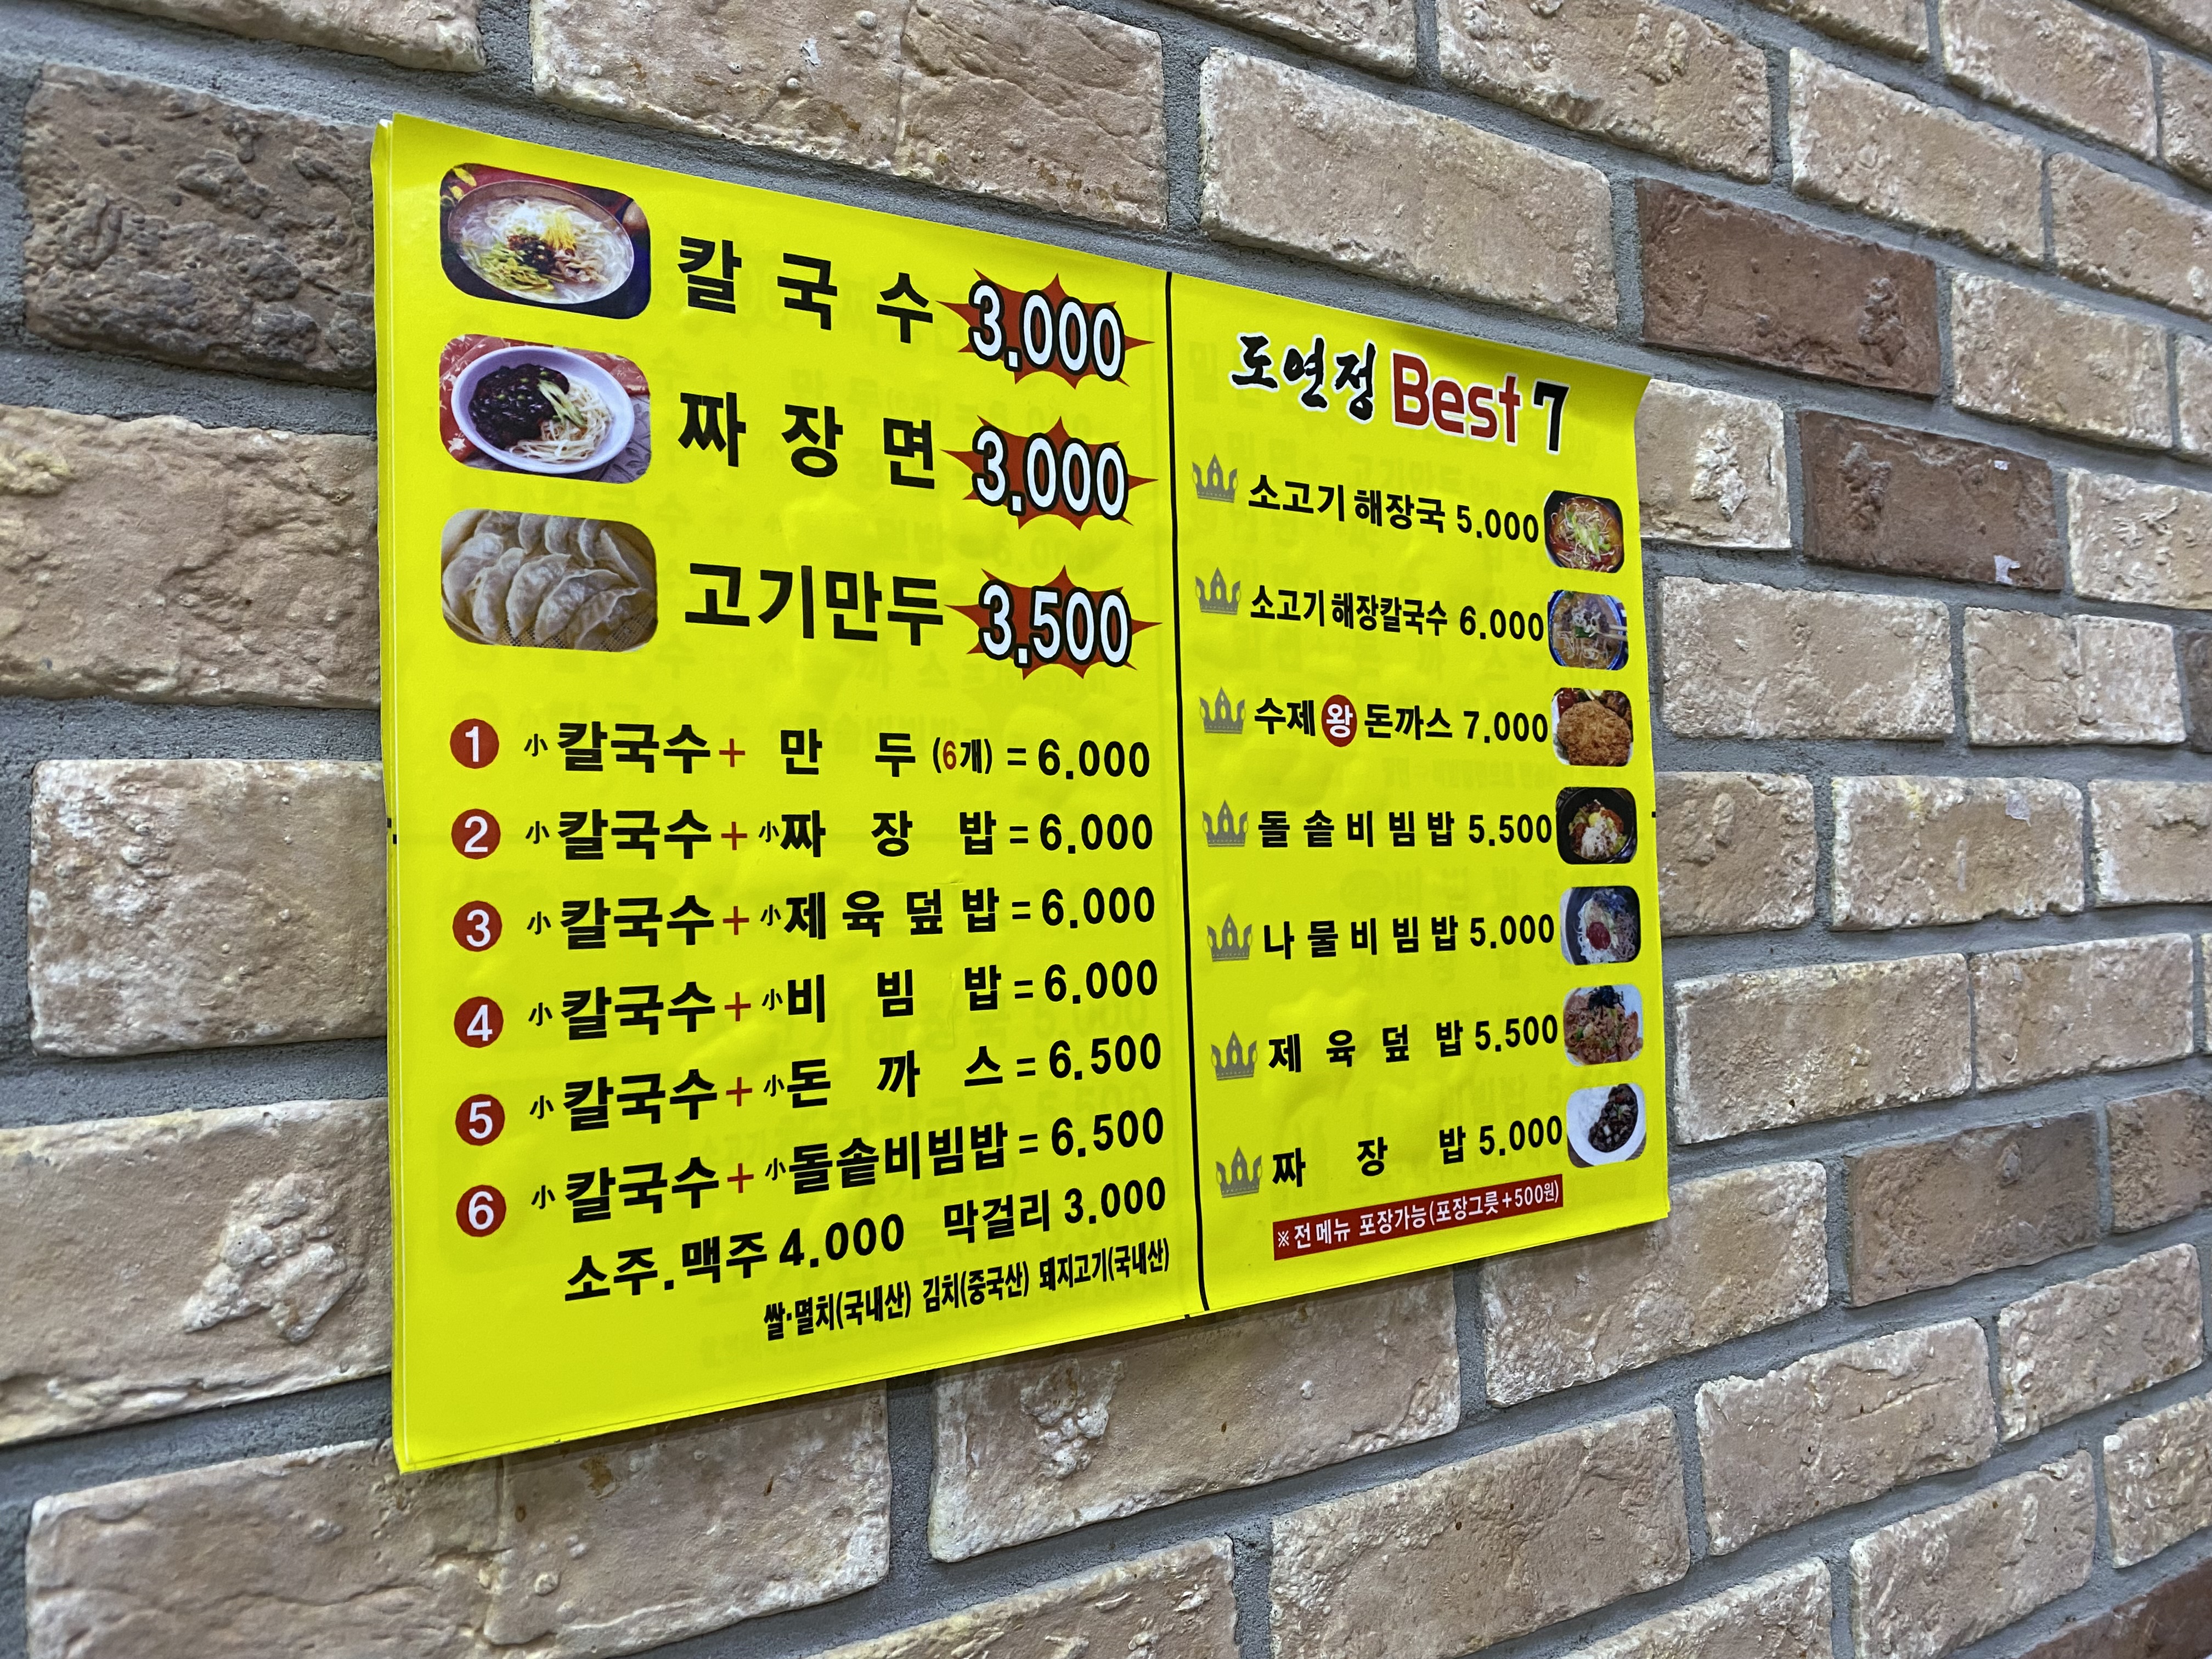 칼국수 3.000
짜장면 3.000
고기만두 3.500
1 小 칼국수 + 만두 (6개) = 6.000
2 小 칼국수 + 小 짜장밥 = 6.000
3 小 칼국수 + 小 제육덮밥 = 6.000
4 小 칼국수 + 小 비빔밥 = 6.000
5 小 칼국수 + 小 돈까스 = 6.500
6 小 칼국수 + 小 돌솥비빔밥 = 6.500
소주.맥주 4.000 막걸리 3.000
쌀·멸치(국내산) 김치(중국산) 돼지고기(국내산)
도연정 Best 7
소고기 해장국 5.000
소고기 해장칼국수 6.000
수제 왕 돈까스 7.000
돌솥비빔밥 5.500
나물비빔밥 5.000
제육덮밥 5.500
짜장밥 5.000
※ 전 메뉴 포장가능 (포장그릇+500원)